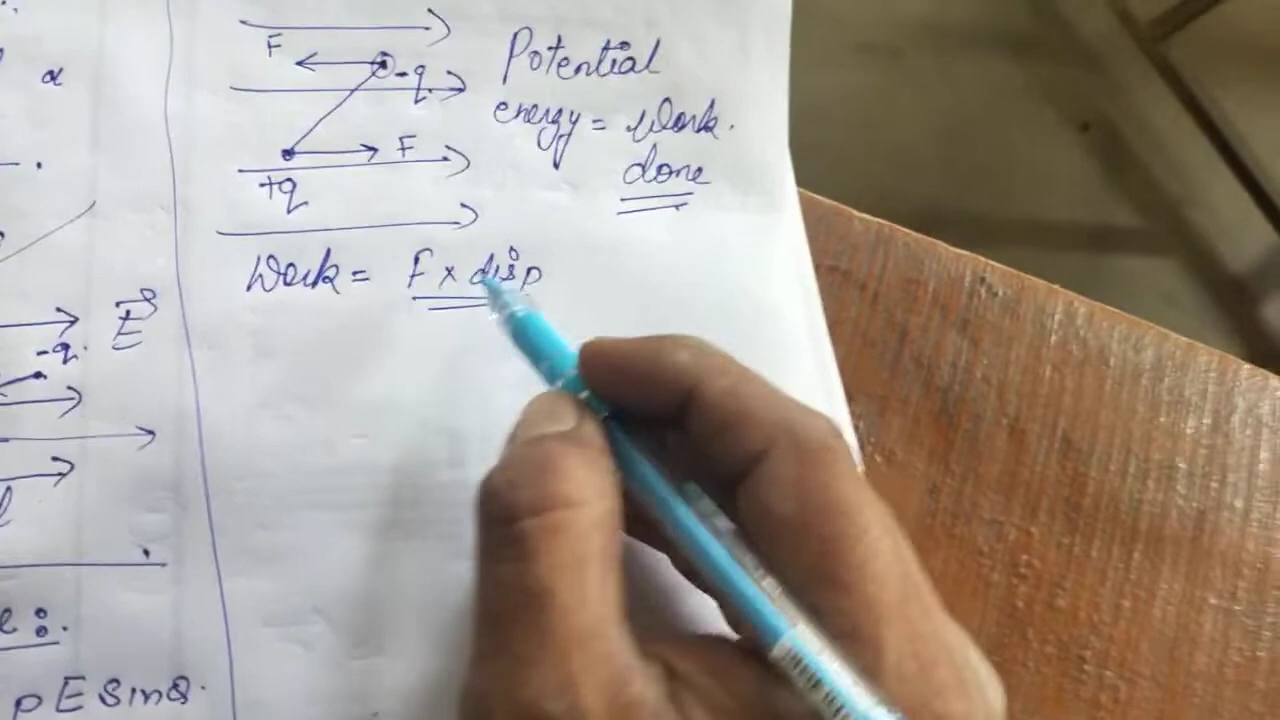 α
-q.
E
e :.
pE sinθ.
F
-q
F
+q
Potential
energy = Work.
done
Work = F x disp